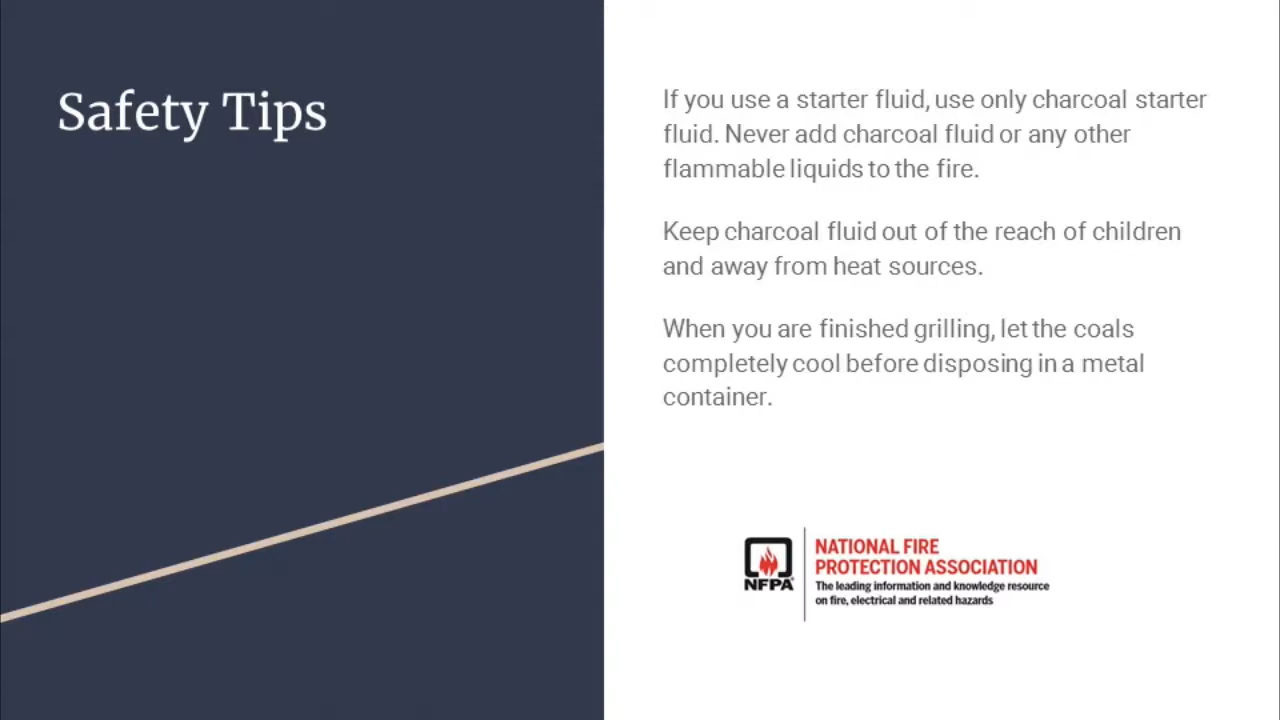 Safety Tips
If you use a starter fluid, use only charcoal starter
fluid. Never add charcoal fluid or any other
flammable liquids to the fire.
Keep charcoal fluid out of the reach of children
and away from heat sources.
When you are finished grilling, let the coals
completely cool before disposing in a metal
container.
NFPA®
NATIONAL FIRE
PROTECTION ASSOCIATION
The leading information and knowledge resource
on fire, electrical and related hazards